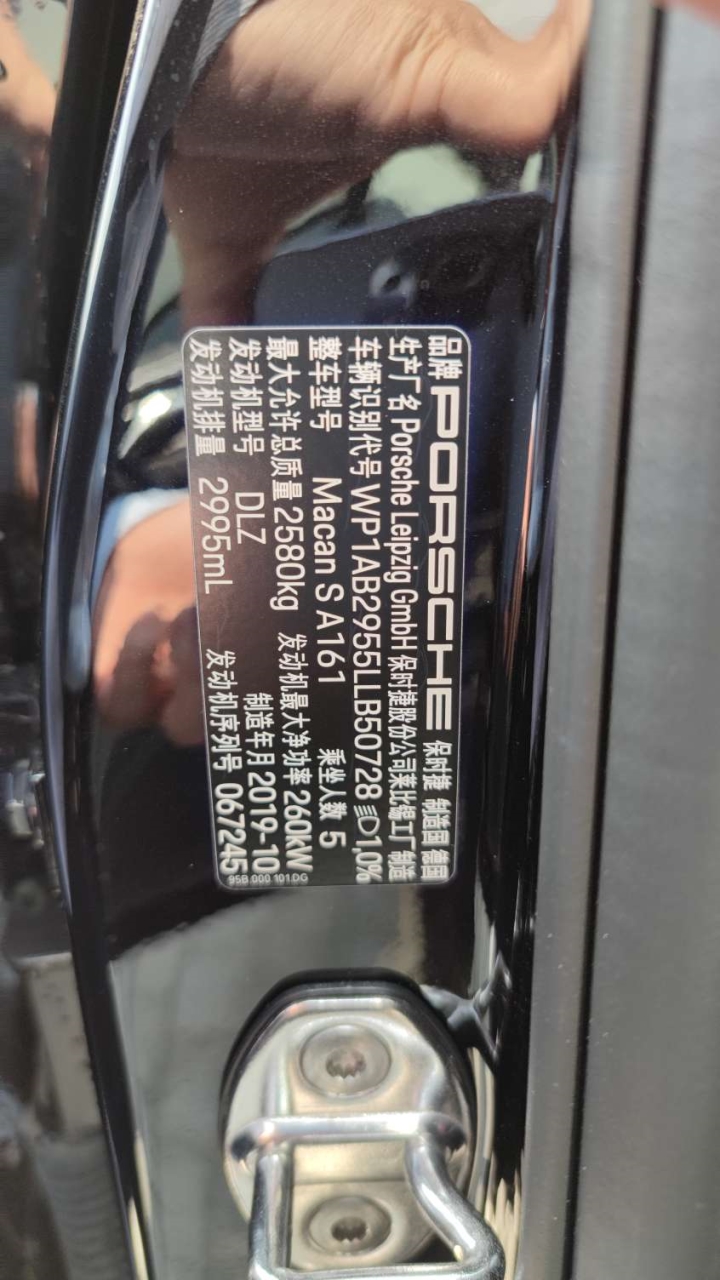 品牌 PORSCHE 保时捷 制造国 德国
生产厂名 Porsche Leipzig GmbH 保时捷股份公司莱比锡工厂制造
车辆识别代号 WP1AB2955LLB50728 1,0%
整车型号 Macan S A161 乘坐人数 5
最大允许总质量 2580kg 发动机最大净功率 260kW
发动机型号 DLZ 制造年月 2019-10
发动机排量 2995mL 发动机序列号 067245
95B.000 101.DG